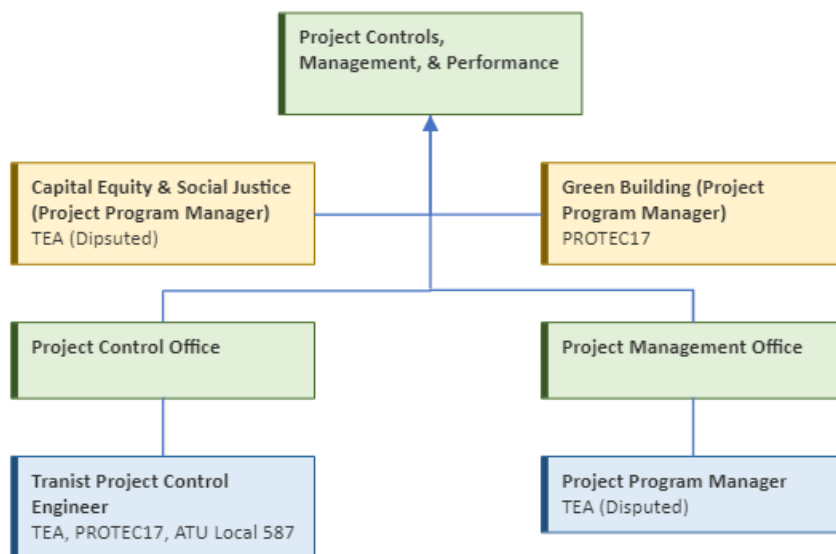 Project Controls,
Management, & Performance
Capital Equity & Social Justice
(Project Program Manager)
TEA (Dipsuted)
Green Building (Project
Program Manager)
PROTEC17
Project Control Office
Project Management Office
Tranist Project Control
Engineer
TEA, PROTEC17, ATU Local 587
Project Program Manager
TEA (Disputed)